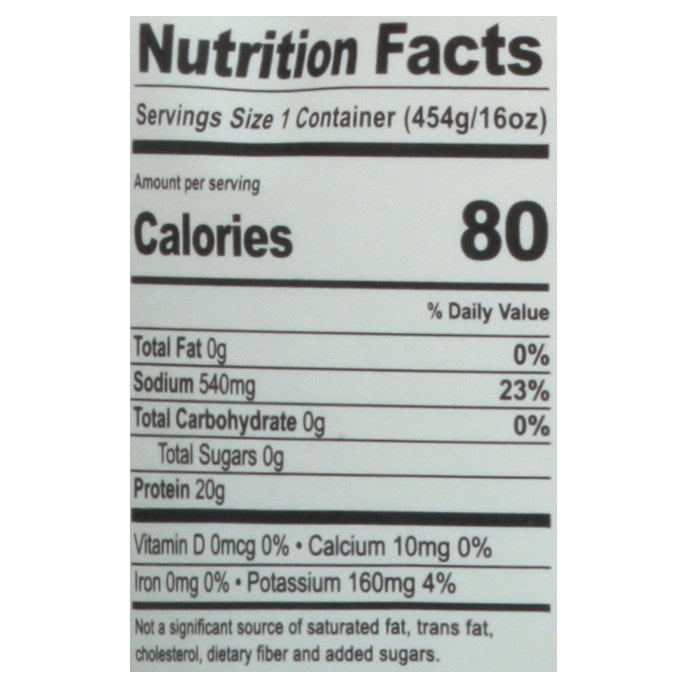 Nutrition Facts
Servings Size 1 Container (454g/16oz)
Amount per serving
Calories 80
% Daily Value
Total Fat 0g 0%
Sodium 540mg 23%
Total Carbohydrate 0g 0%
Total Sugars 0g
Protein 20g
Vitamin D 0mcg 0% • Calcium 10mg 0%
Iron 0mg 0% • Potassium 160mg 4%
Not a significant source of saturated fat, trans fat,
cholesterol, dietary fiber and added sugars.